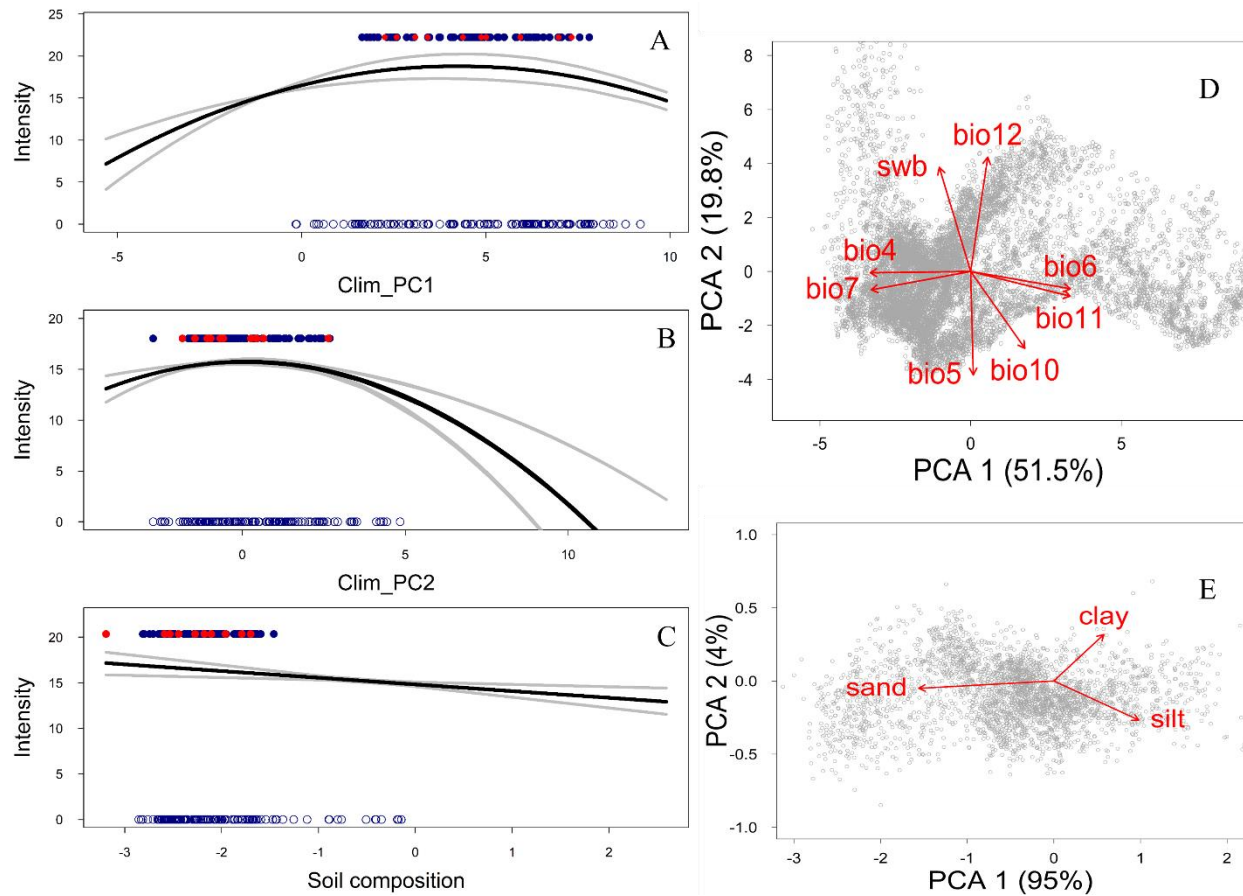 25
20
15
10
5
0
Intensity
A
-5
0
5
10
Clim_PC1
20
15
10
5
0
Intensity
B
0
5
10
Clim_PC2
20
15
10
5
0
Intensity
C
-3
-2
-1
0
1
2
Soil composition
8
6
4
2
0
-2
-4
PCA 2 (19.8%)
D
bio12
swb
bio4
bio7
bio6
bio11
bio5
bio10
-5
0
5
PCA 1 (51.5%)
1.0
0.5
0.0
-0.5
-1.0
PCA 2 (4%)
E
clay
sand
silt
-3
-2
-1
0
1
2
PCA 1 (95%)